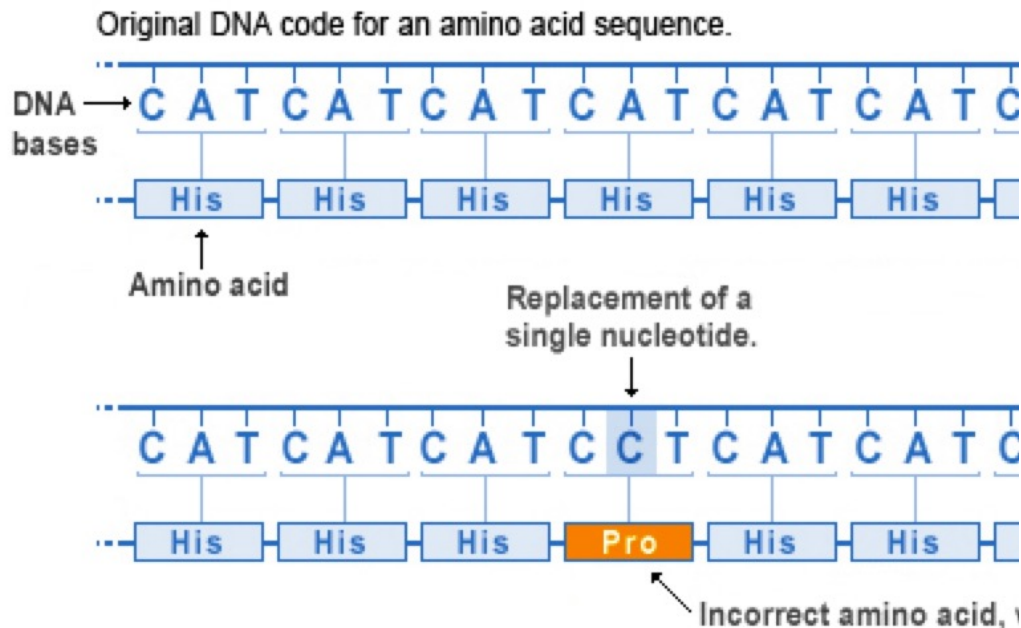 Original DNA code for an amino acid sequence.
DNA bases
C A T C A T C A T C A T C A T C A T C
His His His His His His
Amino acid
Replacement of a
single nucleotide.
C A T C A T C A T C C T C A T C A T C
His His His Pro His His
Incorrect amino acid,